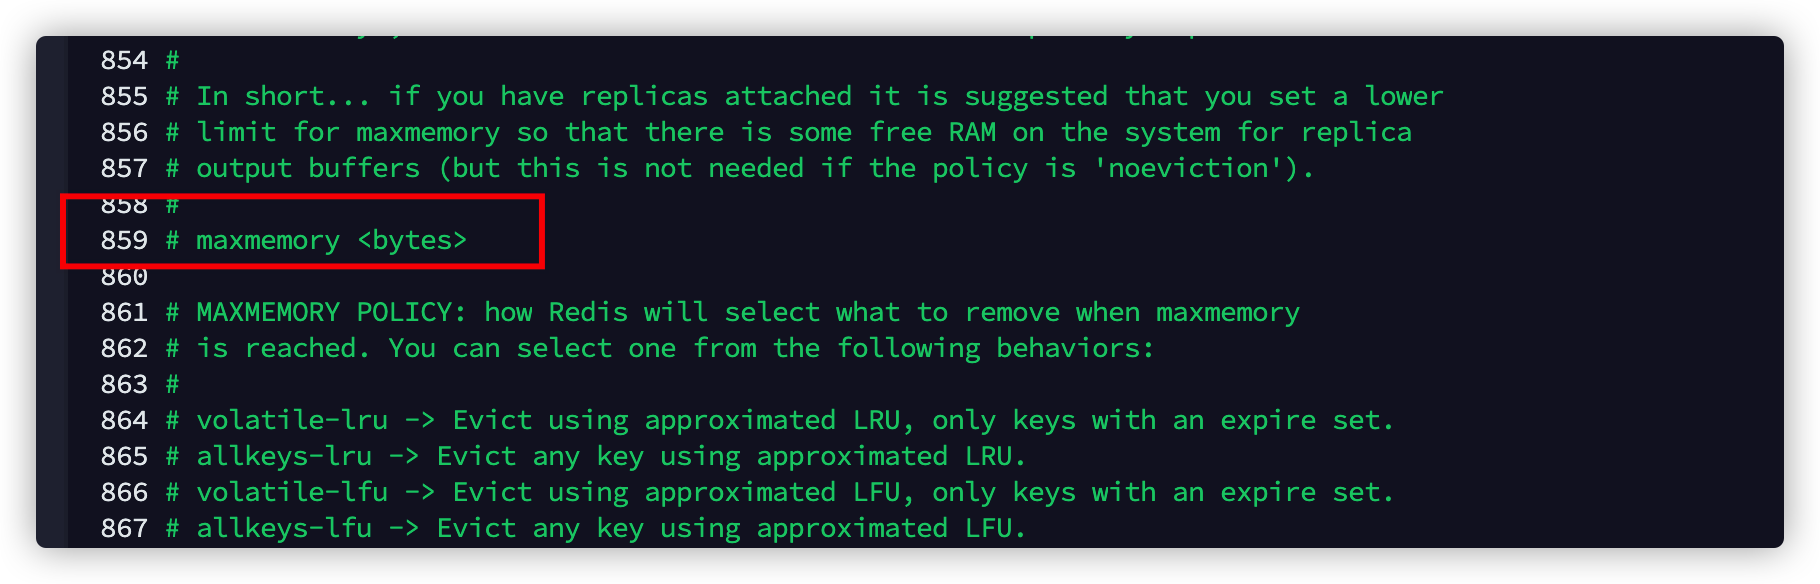 854 #
855 # In short... if you have replicas attached it is suggested that you set a lower
856 # limit for maxmemory so that there is some free RAM on the system for replica
857 # output buffers (but this is not needed if the policy is 'noeviction').
858 #
859 # maxmemory <bytes>
860
861 # MAXMEMORY POLICY: how Redis will select what to remove when maxmemory
862 # is reached. You can select one from the following behaviors:
863 #
864 # volatile-lru -> Evict using approximated LRU, only keys with an expire set.
865 # allkeys-lru -> Evict any key using approximated LRU.
866 # volatile-lfu -> Evict using approximated LFU, only keys with an expire set.
867 # allkeys-lfu -> Evict any key using approximated LFU.